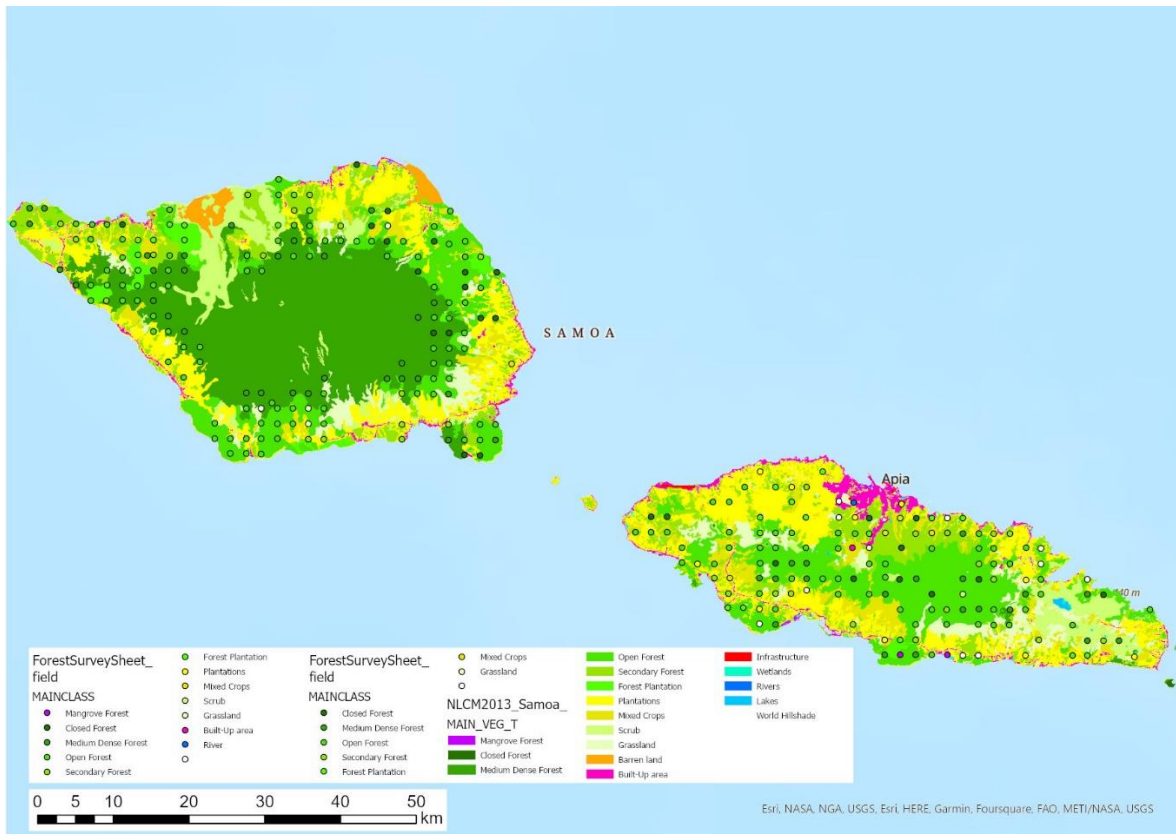 SAMOA
Apia
40 m
ForestSurveySheet_
field
MAINCLASS
Mangrove Forest
Closed Forest
Medium Dense Forest
Open Forest
Secondary Forest
Forest Plantation
Plantations
Mixed Crops
Scrub
Grassland
Built-Up area
River
ForestSurveySheet_
field
MAINCLASS
Closed Forest
Medium Dense Forest
Open Forest
Secondary Forest
Forest Plantation
Mixed Crops
Grassland
NLCM2013_Samoa_
MAIN_VEG_T
Mangrove Forest
Closed Forest
Medium Dense Forest
Open Forest
Secondary Forest
Forest Plantation
Plantations
Mixed Crops
Scrub
Grassland
Barren land
Built-Up area
Infrastructure
Wetlands
Rivers
Lakes
World Hillshade
0 5 10 20 30 40 50
km
Esri, NASA, NGA, USGS, Esri, HERE, Garmin, Foursquare, FAO, METI/NASA, USGS